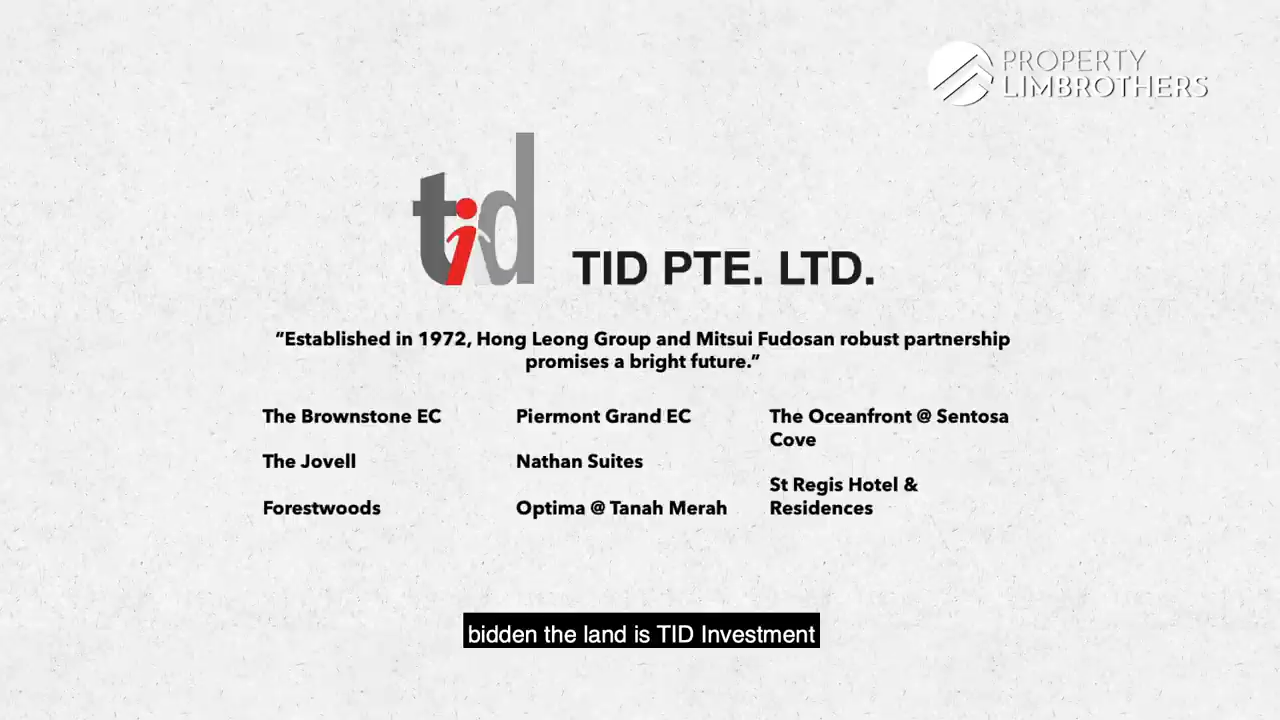 PROPERTY
LIMBROTHERS
tid
TID PTE. LTD.
“Established in 1972, Hong Leong Group and Mitsui Fudosan robust partnership
promises a bright future.”
The Brownstone EC
The Jovell
Forestwoods
Piermont Grand EC
Nathan Suites
Optima @ Tanah Merah
The Oceanfront @ Sentosa
Cove
St Regis Hotel &
Residences
bidden the land is TID Investment